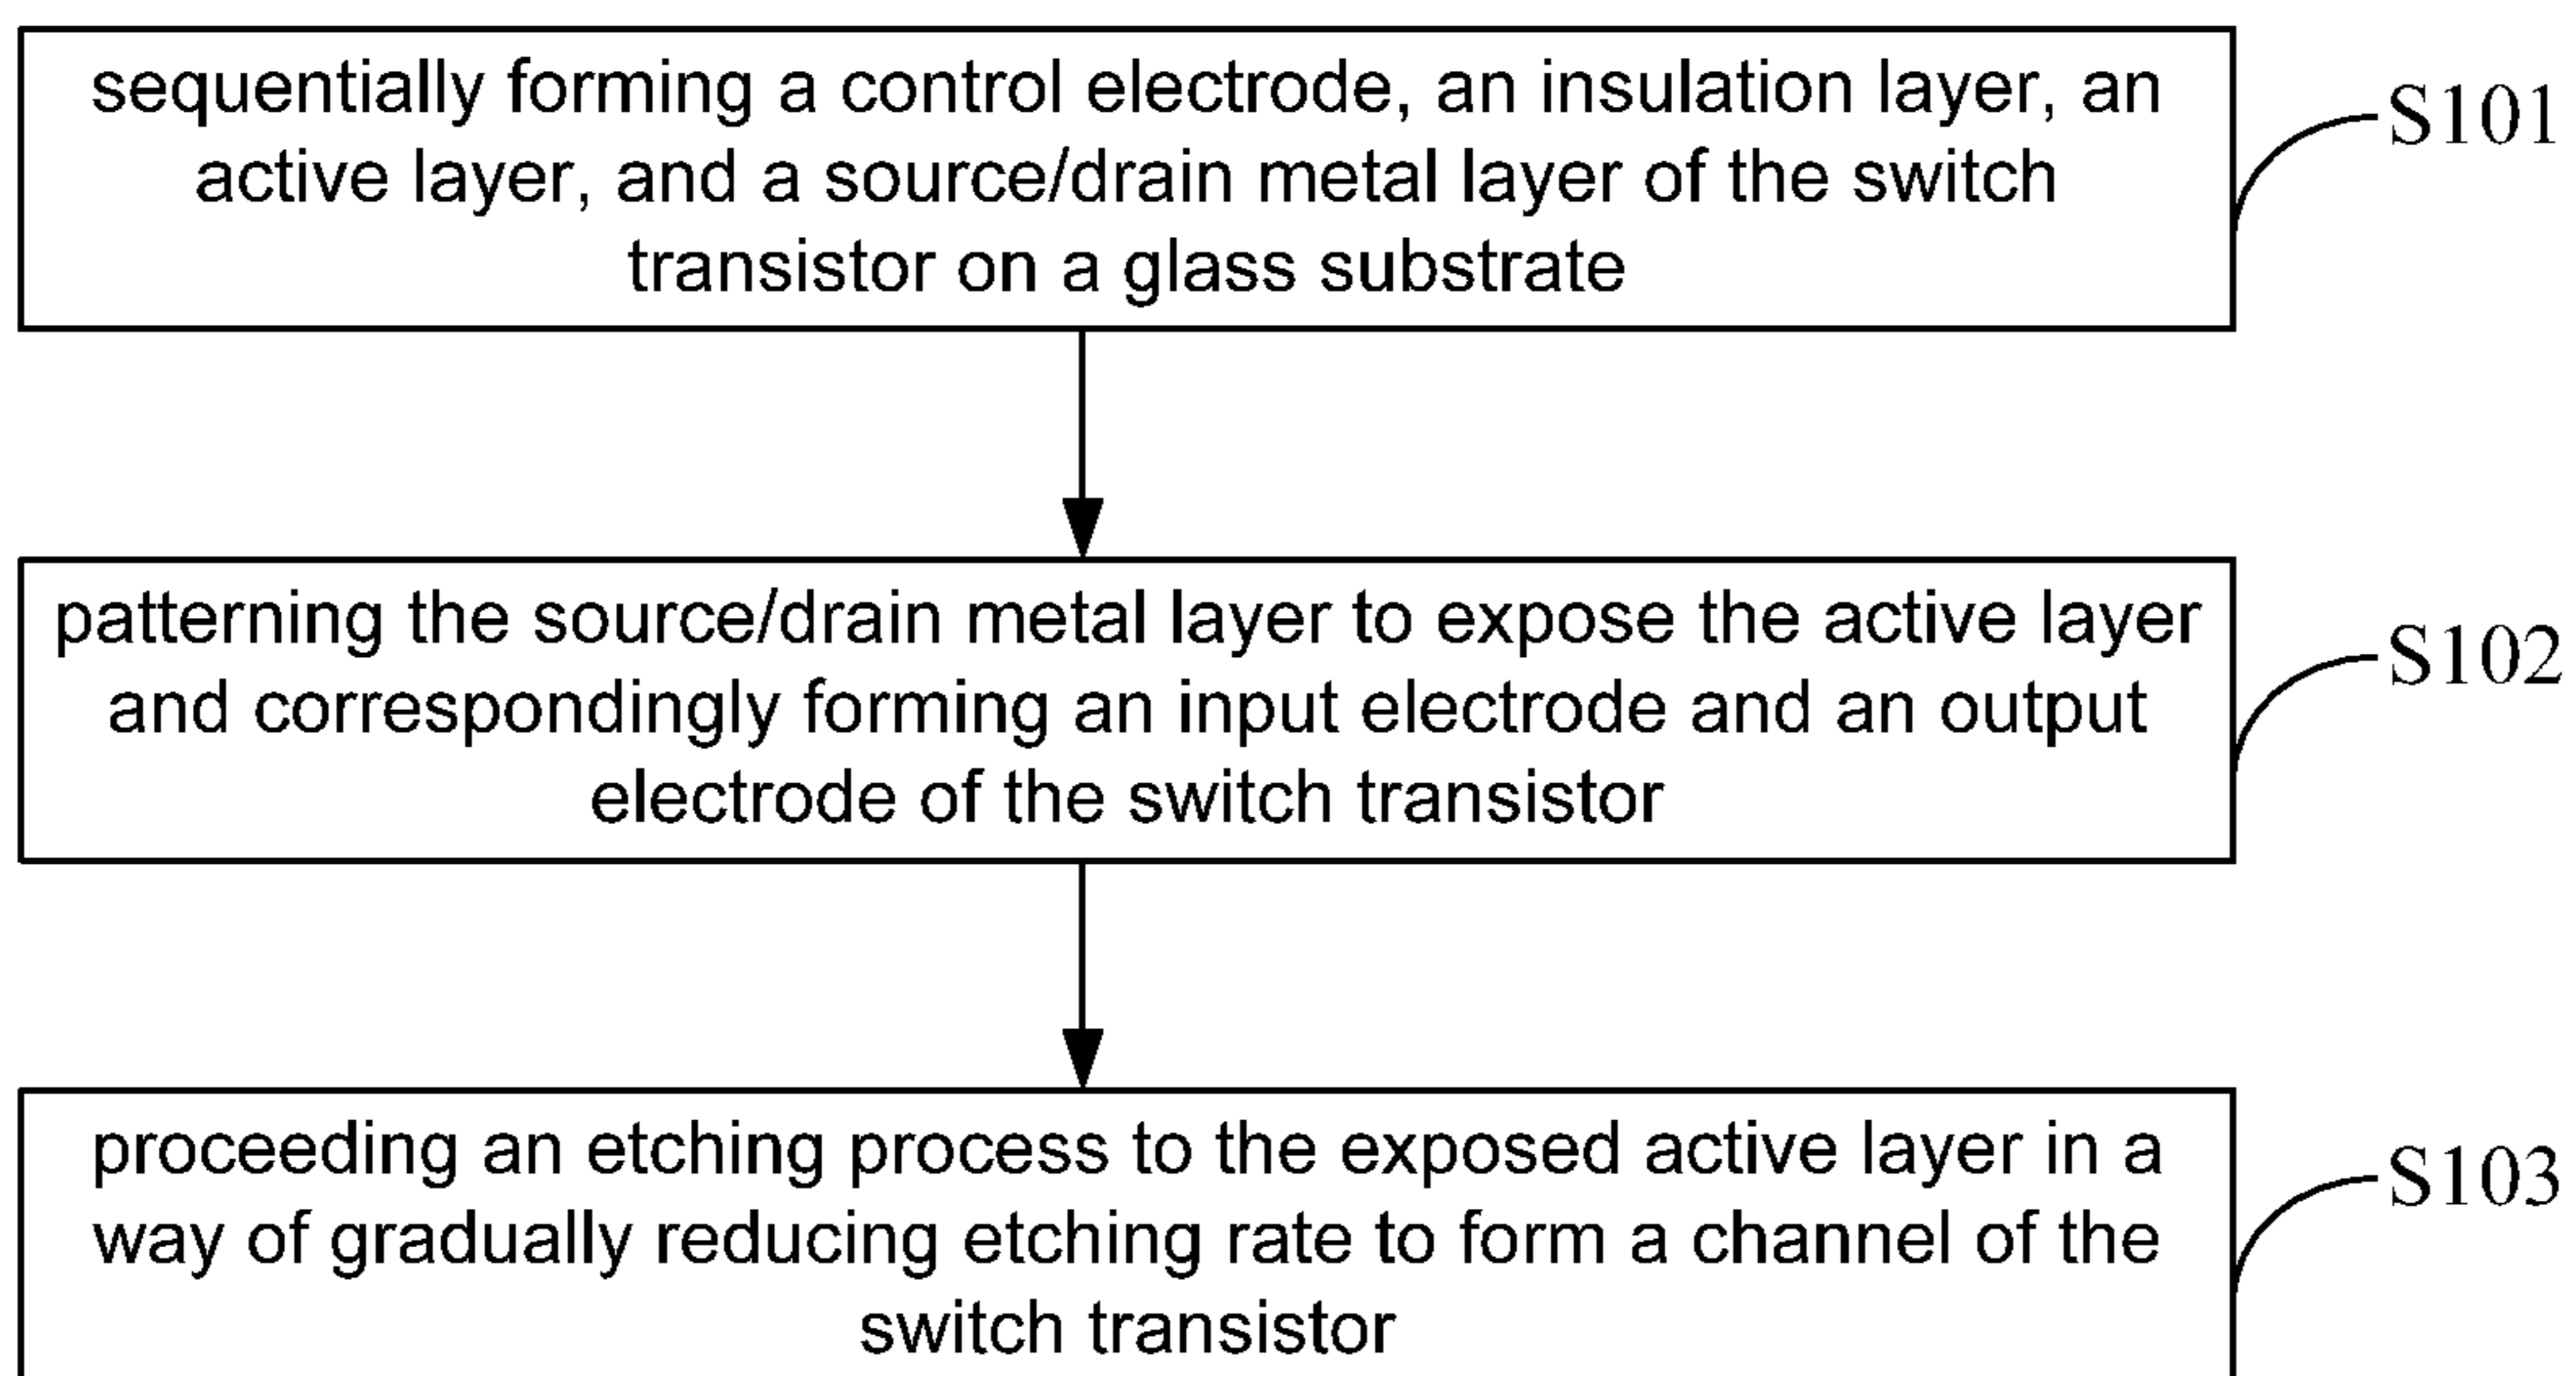 sequentially forming a control electrode, an insulation layer, an
active layer, and a source/drain metal layer of the switch
transistor on a glass substrate
S101
patterning the source/drain metal layer to expose the active layer
and correspondingly forming an input electrode and an output
electrode of the switch transistor
S102
proceeding an etching process to the exposed active layer in a
way of gradually reducing etching rate to form a channel of the
switch transistor
S103